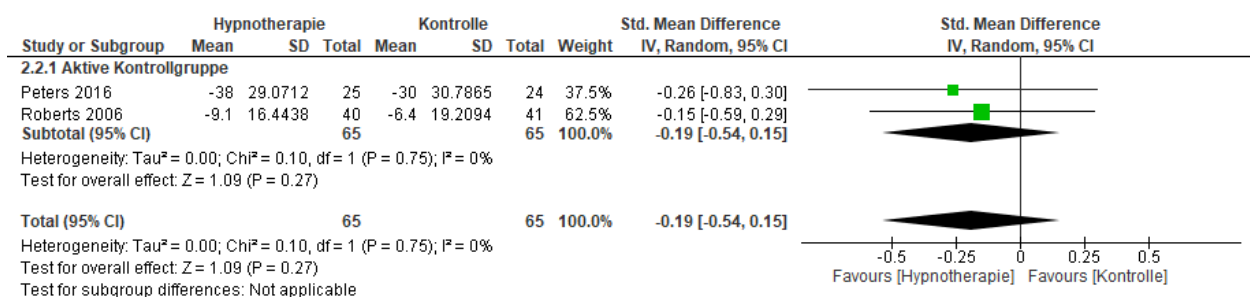 Hypnotherapie Kontrolle Std. Mean Difference Std. Mean Difference
Study or Subgroup Mean SD Total Mean SD Total Weight IV, Random, 95% CI IV, Random, 95% CI
2.2.1 Aktive Kontrollgruppe
Peters 2016 -38 29.0712 25 -30 30.7865 24 37.5% -0.26 [-0.83, 0.30]
Roberts 2006 -9.1 16.4438 40 -6.4 19.2094 41 62.5% -0.15 [-0.59, 0.29]
Subtotal (95% CI) 65 65 100.0% -0.19 [-0.54, 0.15]
Heterogeneity: Tau² = 0.00; Chi² = 0.10, df = 1 (P = 0.75); I² = 0%
Test for overall effect: Z = 1.09 (P = 0.27)
Total (95% CI) 65 65 100.0% -0.19 [-0.54, 0.15]
Heterogeneity: Tau² = 0.00; Chi² = 0.10, df = 1 (P = 0.75); I² = 0%
Test for overall effect: Z = 1.09 (P = 0.27)
Test for subgroup differences: Not applicable
-0.5 -0.25 0 0.25 0.5
Favours [Hypnotherapie] Favours [Kontrolle]